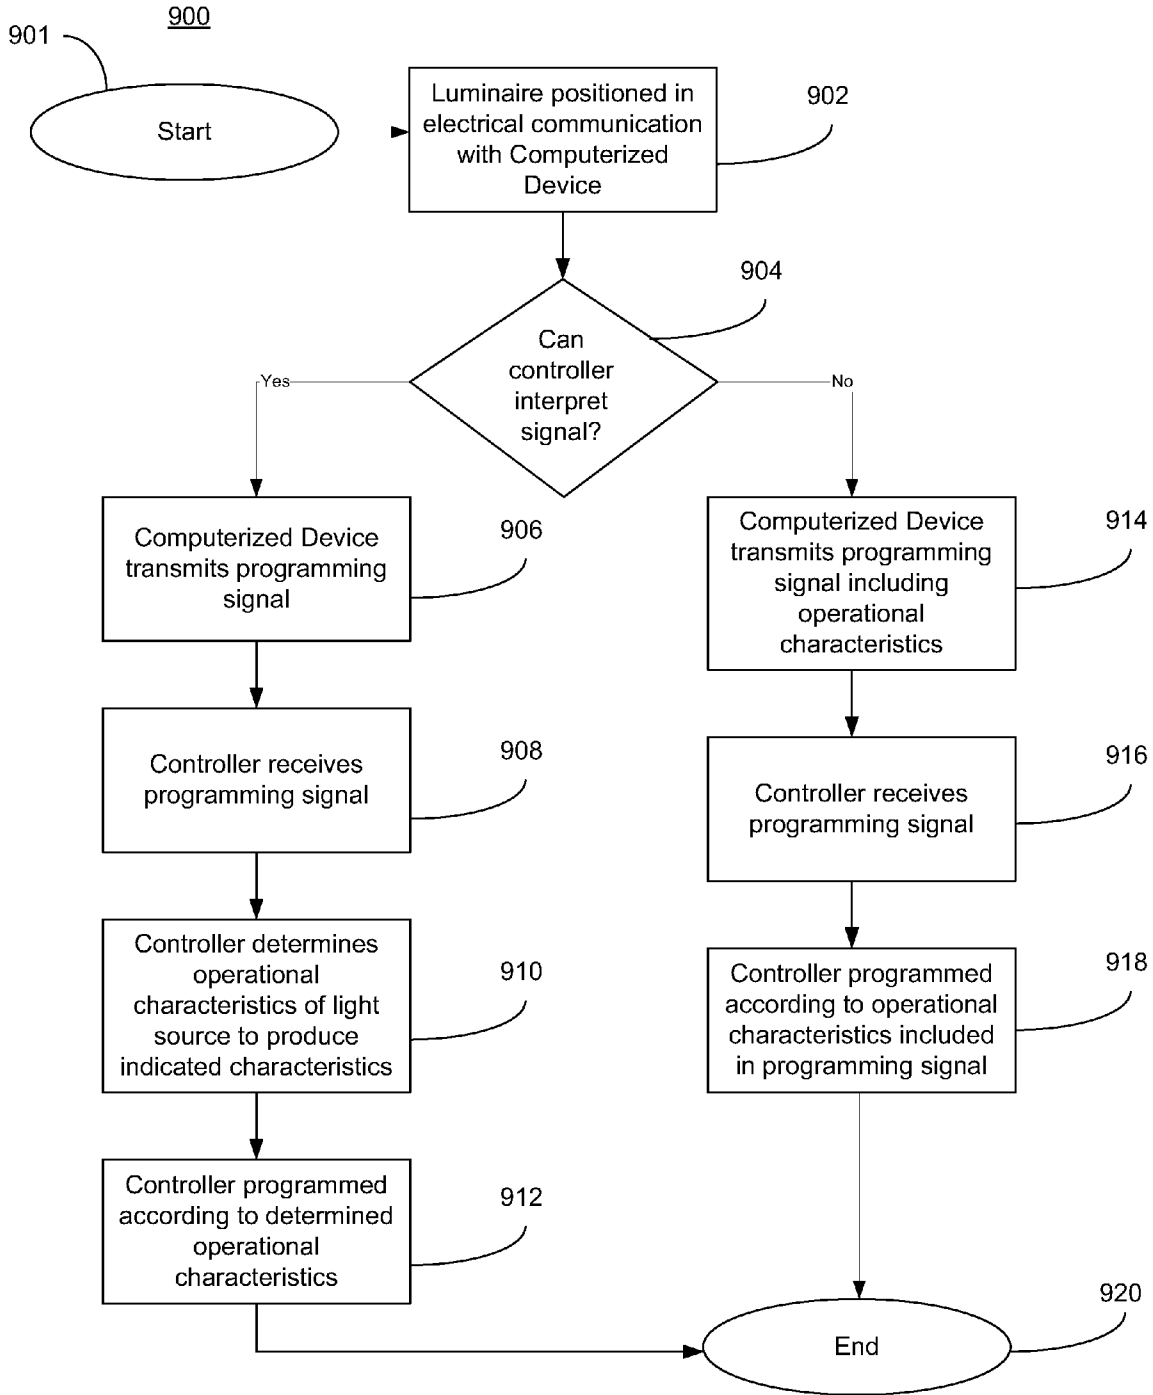 900
901
Start
Luminaire positioned in
electrical communication
with Computerized
Device
902
904
Can
controller
interpret
signal?
Yes
No
Computerized Device
transmits programming
signal
906
Computerized Device
transmits programming
signal including
operational
characteristics
914
Controller receives
programming signal
908
Controller receives
programming signal
916
Controller determines
operational
characteristics of light
source to produce
indicated characteristics
910
Controller programmed
according to operational
characteristics included
in programming signal
918
Controller programmed
according to determined
operational
characteristics
912
End
920